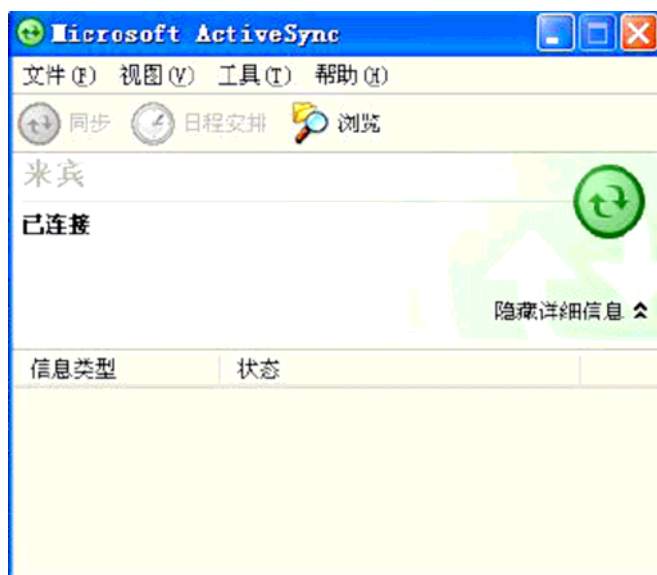 Microsoft ActiveSync
文件(F) 视图(V) 工具(T) 帮助(H)
同步 日程安排 浏览
来宾
已连接
隐藏详细信息
信息类型 状态